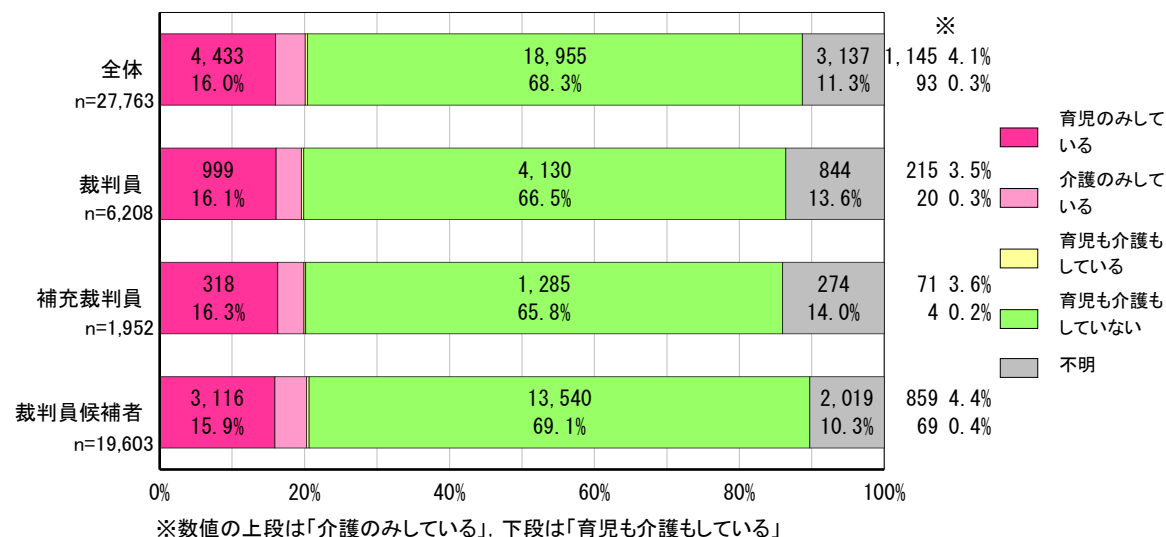 ※
全体
n=27,763
4,433
16.0%
18,955
68.3%
3,137
11.3%
1,145 4.1%
93 0.3%
裁判員
n=6,208
999
16.1%
4,130
66.5%
844
13.6%
215 3.5%
20 0.3%
補充裁判員
n=1,952
318
16.3%
1,285
65.8%
274
14.0%
71 3.6%
4 0.2%
裁判員候補者
n=19,603
3,116
15.9%
13,540
69.1%
2,019
10.3%
859 4.4%
69 0.4%
育児のみして
いる
介護のみして
いる
育児も介護も
している
育児も介護も
していない
不明
0%
20%
40%
60%
80%
100%
※数値の上段は「介護のみしている」，下段は「育児も介護もしている」